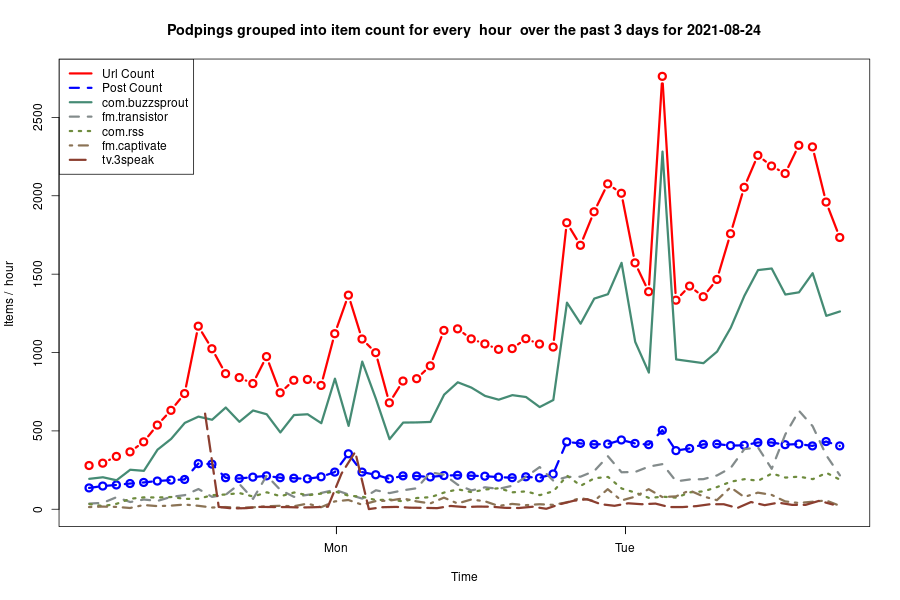 Podpings grouped into item count for every  hour  over the past 3 days for 2021-08-24
Url Count
Post Count
com.buzzsprout
fm.transistor
com.rss
fm.captivate
tv.3speak
2500
2000
1500
1000
500
0
Items /  hour
Mon
Tue
Time